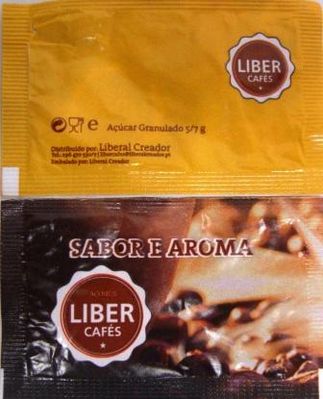 LIBER
CAFÉS
e Açúcar Granulado 5/7 g
Distribuído por: Liberal Creador
Embalado por: Liberal Creador
SABOR E AROMA
LIBER
CAFÉS